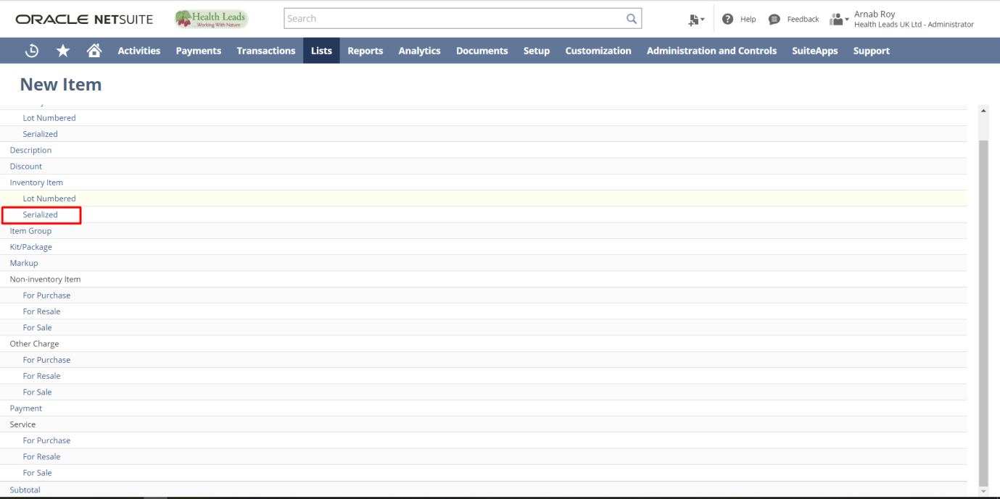 ORACLE NETSUITE
Health Leads
...Working With Nature
Search
Help
Feedback
Arnab Roy
Health Leads UK Ltd - Administrator
Activities
Payments
Transactions
Lists
Reports
Analytics
Documents
Setup
Customization
Administration and Controls
SuiteApps
Support
New Item
Lot Numbered
Serialized
Description
Discount
Inventory Item
Lot Numbered
Serialized
Item Group
Kit/Package
Markup
Non-inventory Item
For Purchase
For Resale
For Sale
Other Charge
For Purchase
For Resale
For Sale
Payment
Service
For Purchase
For Resale
For Sale
Subtotal